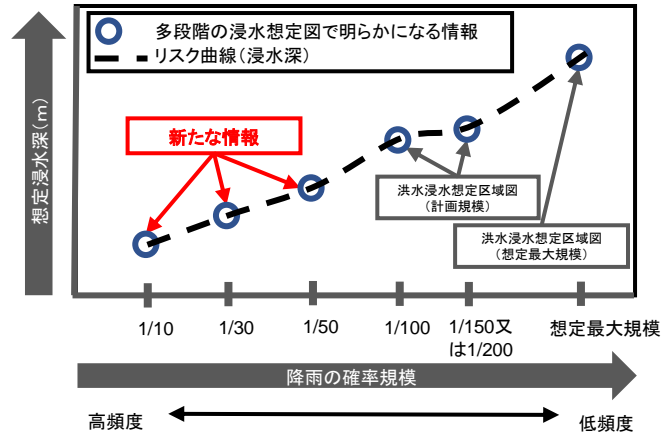 多段階の浸水想定図で明らかになる情報
リスク曲線（浸水深）
想定浸水深（m）
新たな情報
洪水浸水想定区域図
（計画規模）
洪水浸水想定区域図
（想定最大規模）
1/10
1/30
1/50
1/100
1/150又
は1/200
想定最大規模
降雨の確率規模
高頻度
低頻度